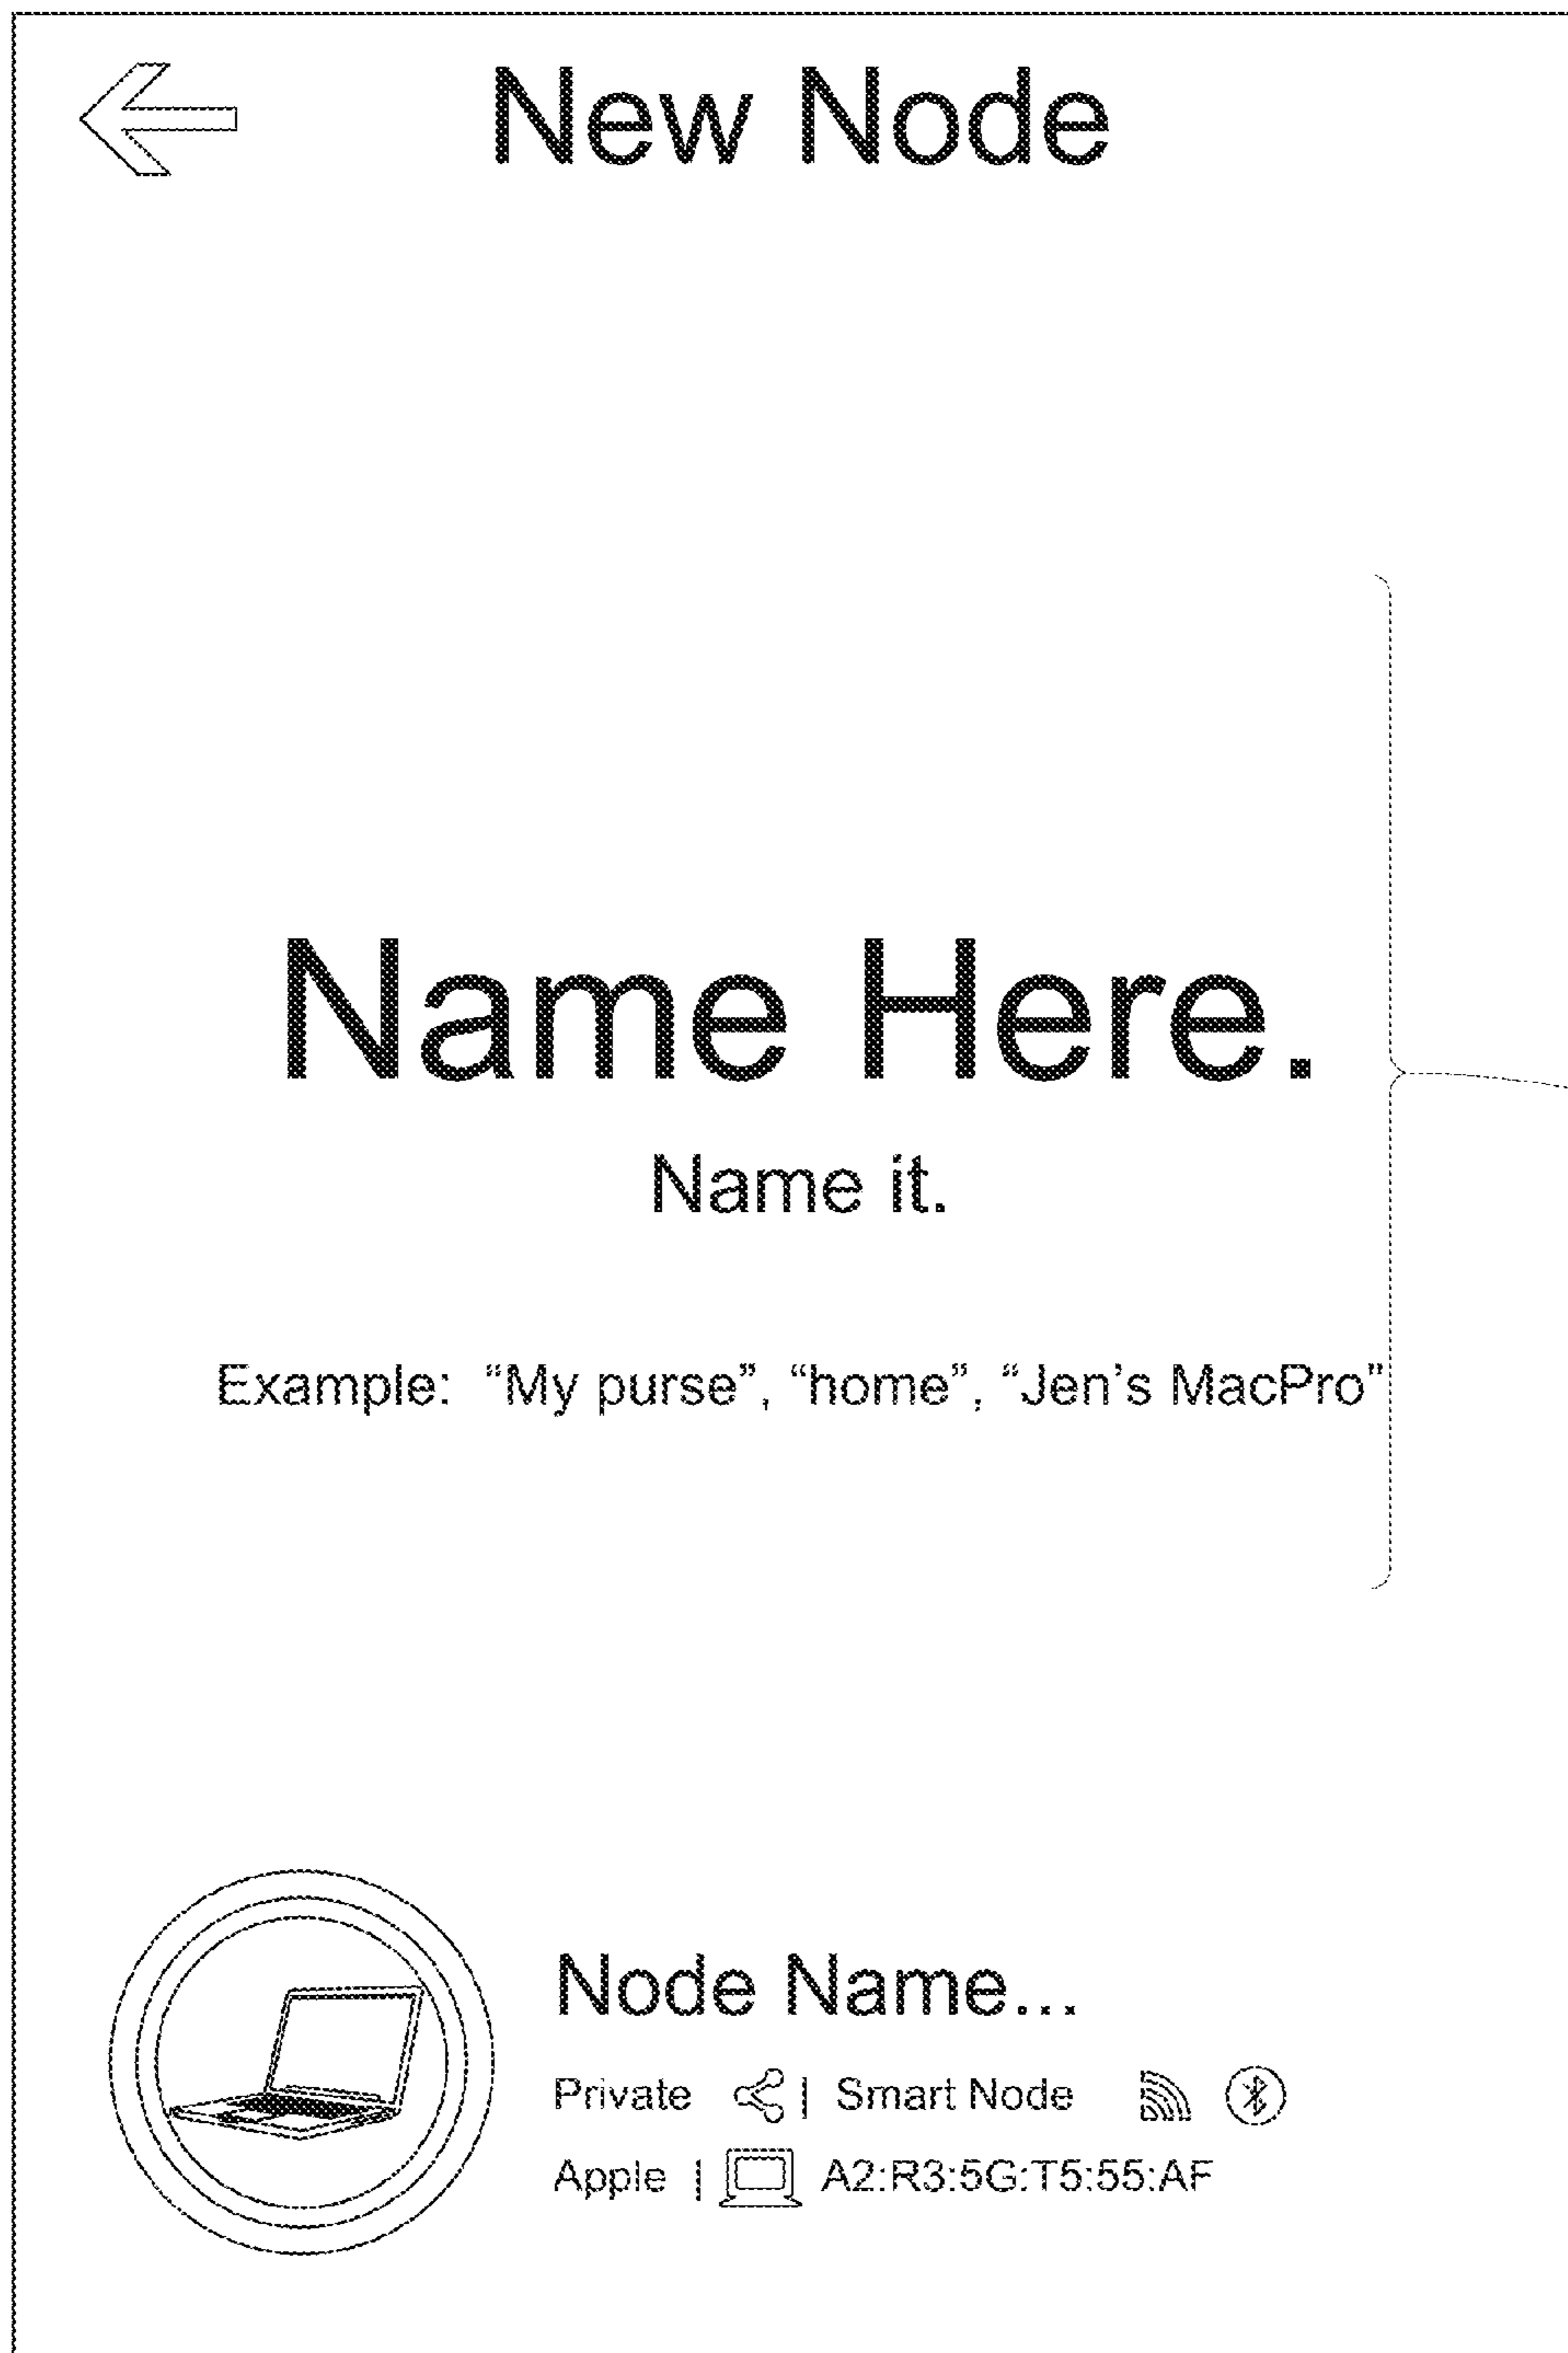 New Node
Name Here.
Name it.
Example: “My purse”, “home”, “Jen’s MacPro”
Node Name...
Private | Smart Node
Apple | A2:R3:5G:T5:55:AF